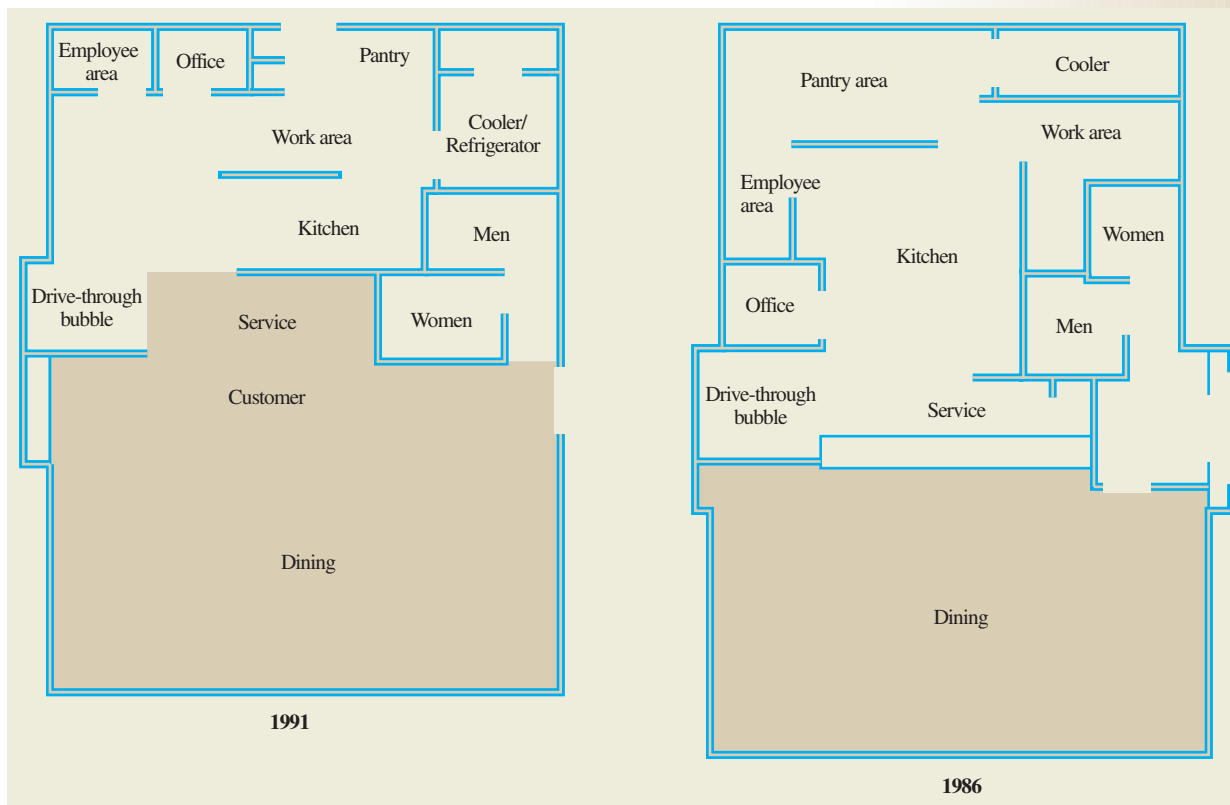 Employee
area
Office
Pantry
Cooler/
Refrigerator
Work area
Kitchen
Men
Drive-through
bubble
Service
Women
Customer
Dining
1991
Cooler
Pantry area
Work area
Employee
area
Women
Kitchen
Office
Men
Drive-through
bubble
Service
Dining
1986